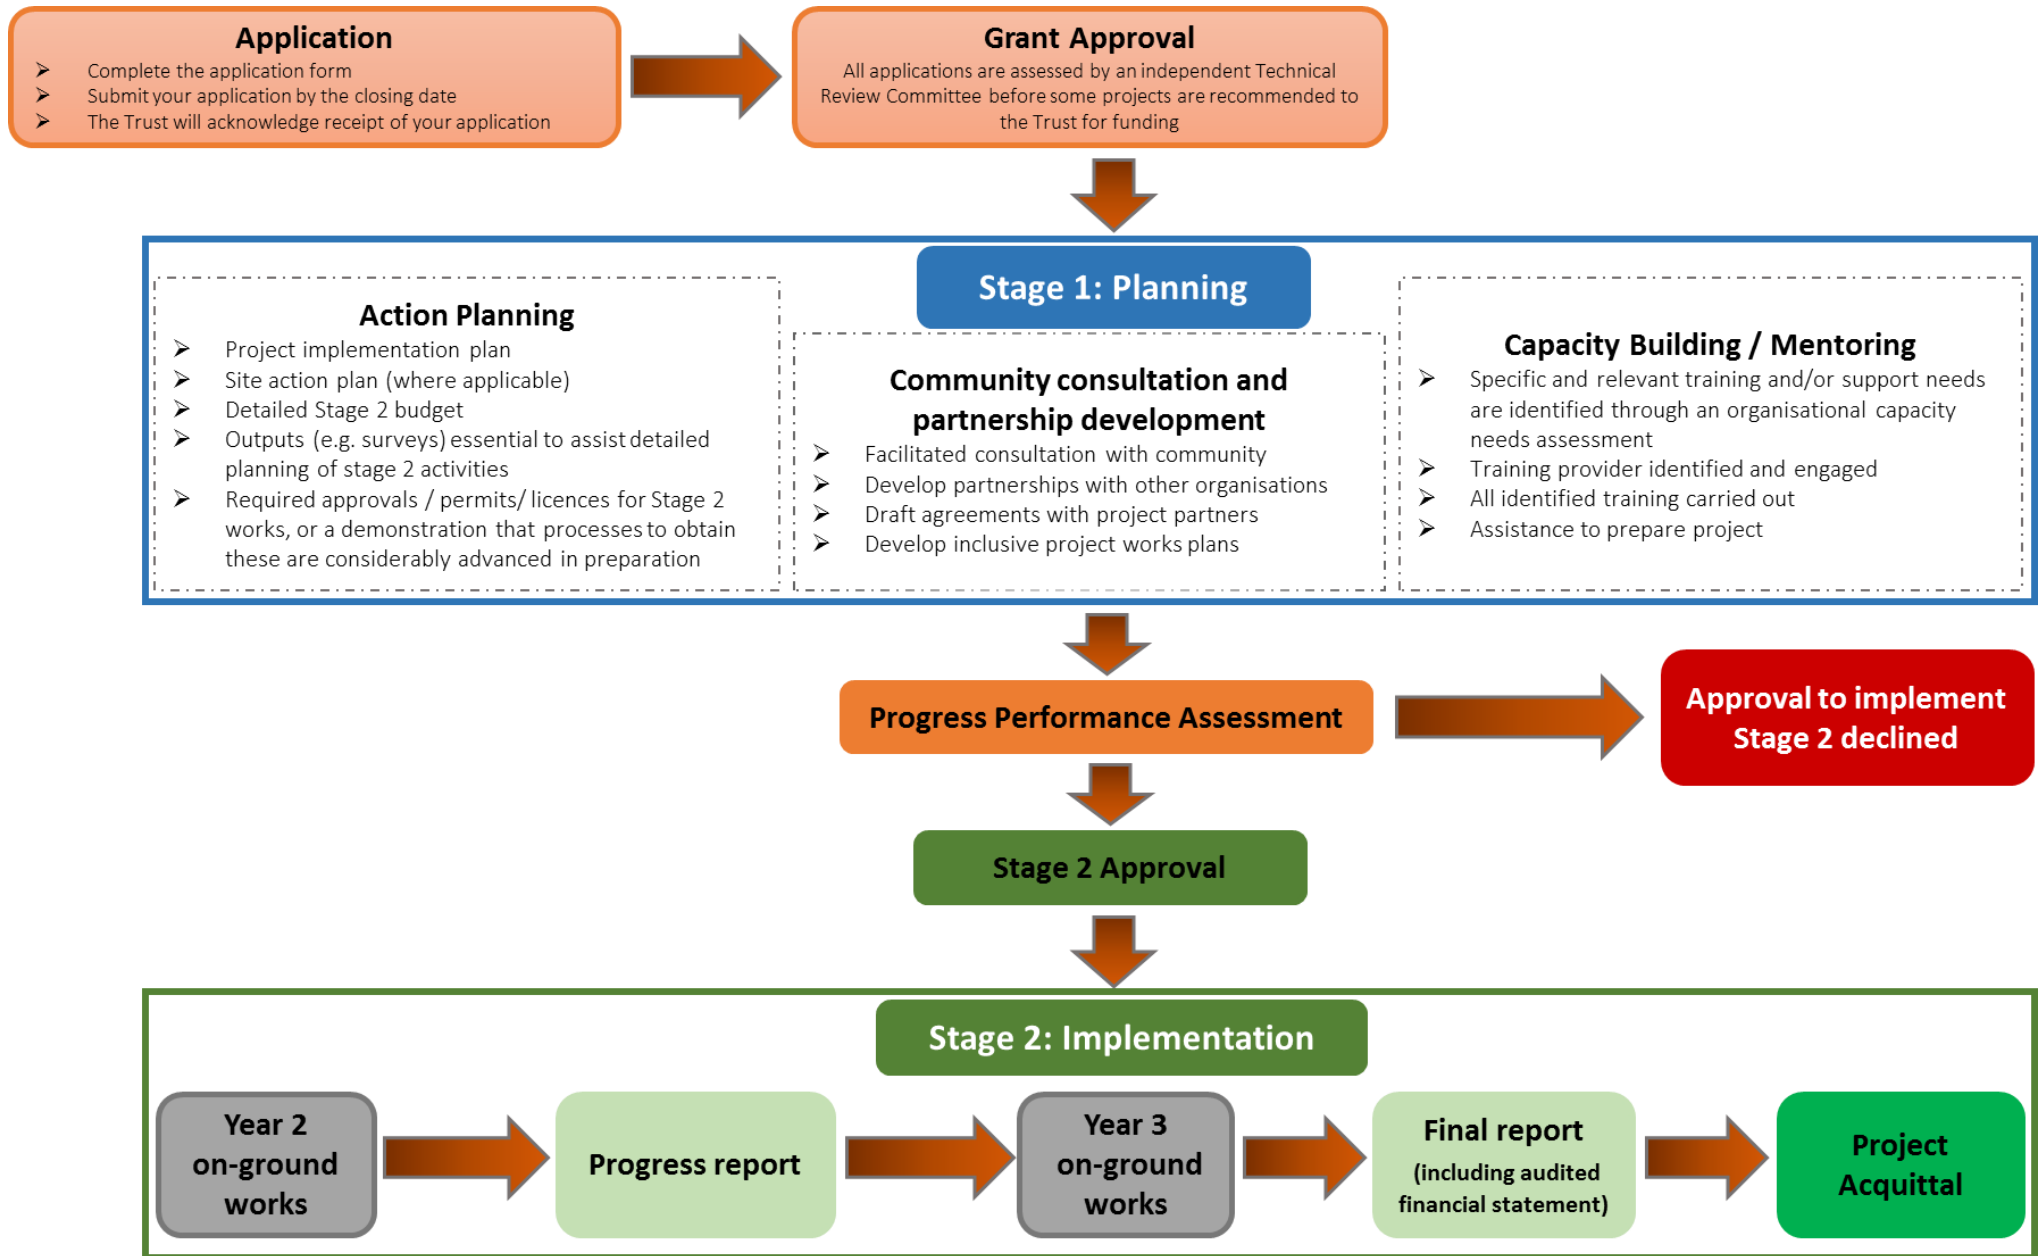 Application
➤ Complete the application form
➤ Submit your application by the closing date
➤ The Trust will acknowledge receipt of your application
Grant Approval
All applications are assessed by an independent Technical
Review Committee before some projects are recommended to
the Trust for funding
Stage 1: Planning
Action Planning
➤ Project implementation plan
➤ Site action plan (where applicable)
➤ Detailed Stage 2 budget
➤ Outputs (e.g. surveys) essential to assist detailed
planning of stage 2 activities
➤ Required approvals / permits/ licences for Stage 2
works, or a demonstration that processes to obtain
these are considerably advanced in preparation
Community consultation and
partnership development
➤ Facilitated consultation with community
➤ Develop partnerships with other organisations
➤ Draft agreements with project partners
➤ Develop inclusive project works plans
Capacity Building / Mentoring
➤ Specific and relevant training and/or support needs
are identified through an organisational capacity
needs assessment
➤ Training provider identified and engaged
➤ All identified training carried out
➤ Assistance to prepare project
Progress Performance Assessment
Approval to implement
Stage 2 declined
Stage 2 Approval
Stage 2: Implementation
Year 2
on-ground
works
Progress report
Year 3
on-ground
works
Final report
(including audited
financial statement)
Project
Acquittal